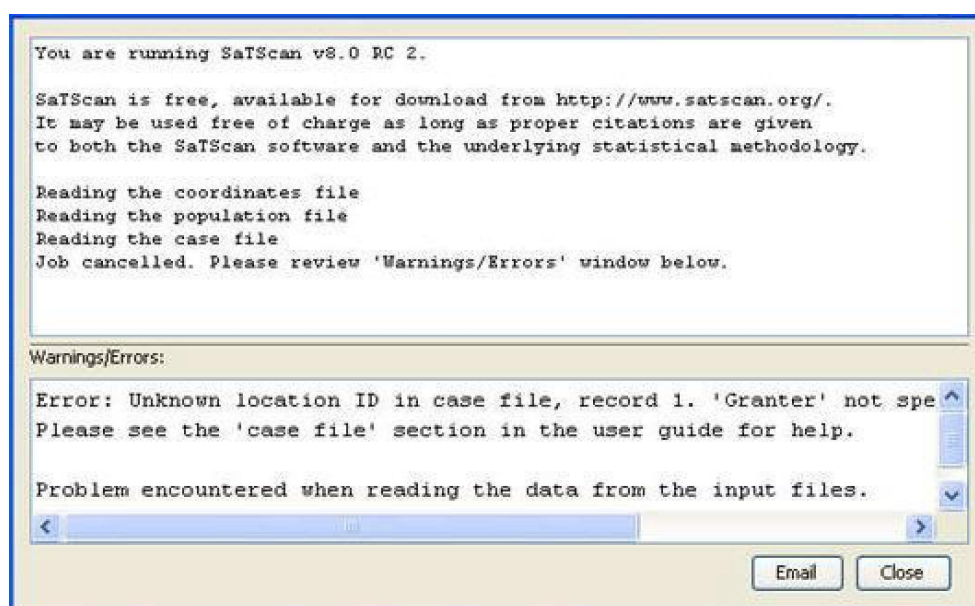 You are running SaTScan v8.0 RC 2.
SaTScan is free, available for download from http://www.satscan.org/.
It may be used free of charge as long as proper citations are given
to both the SaTScan software and the underlying statistical methodology.
Reading the coordinates file
Reading the population file
Reading the case file
Job cancelled. Please review 'Warnings/Errors' window below.
Warnings/Errors:
Error: Unknown location ID in case file, record 1. 'Granter' not spe
Please see the 'case file' section in the user guide for help.
Problem encountered when reading the data from the input files.
Email Close